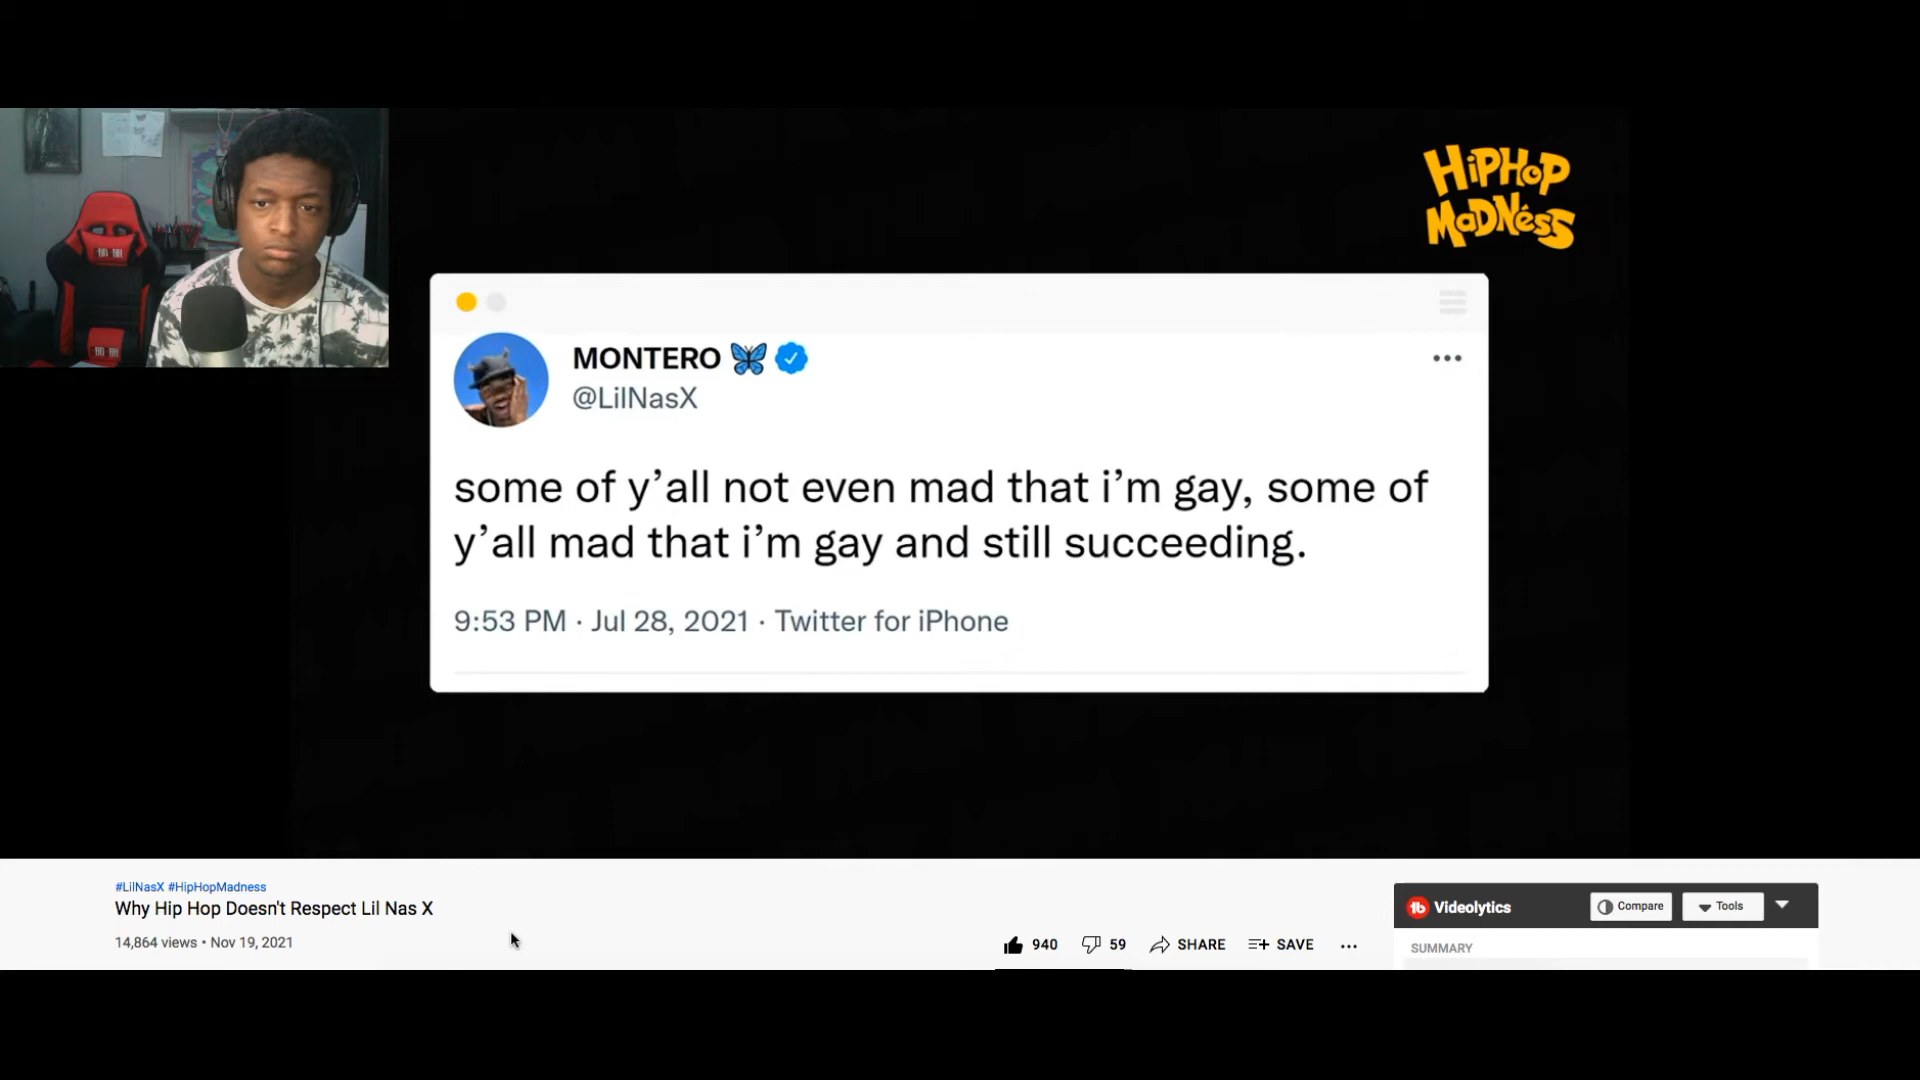 HiPHoP
MaDNéss
MONTERO
@LilNasX
some of y’all not even mad that i’m gay, some of
y’all mad that i’m gay and still succeeding.
9:53 PM · Jul 28, 2021 · Twitter for iPhone
#LilNasX #HipHopMadness
Why Hip Hop Doesn't Respect Lil Nas X
14,864 views • Nov 19, 2021
940 59 SHARE SAVE
tb Videolytics Compare Tools
SUMMARY